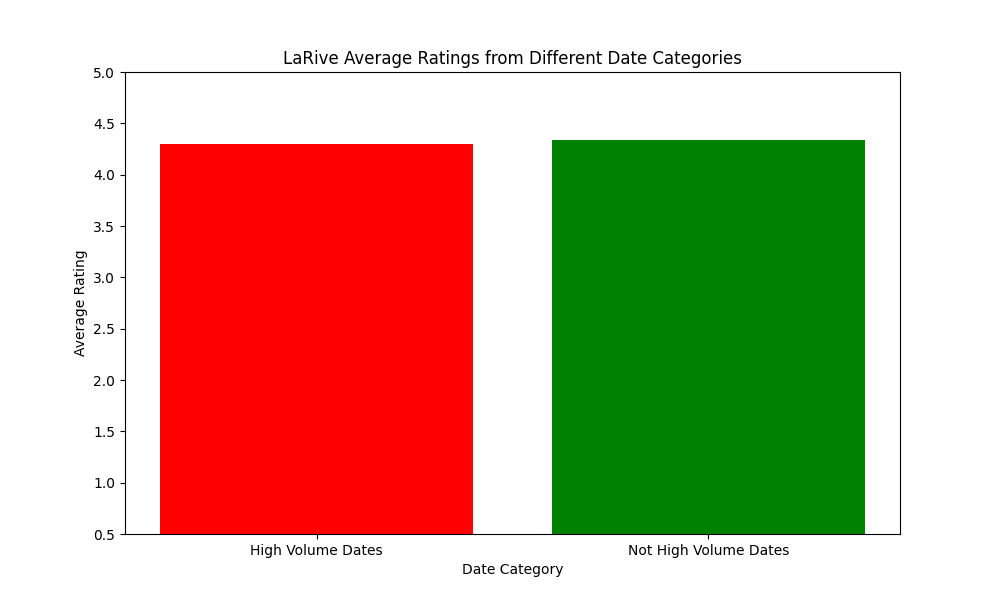 LaRive Average Ratings from Different Date Categories
5.0
4.5
4.0
3.5
3.0
2.5
2.0
1.5
1.0
0.5
Average Rating
High Volume Dates
Not High Volume Dates
Date Category